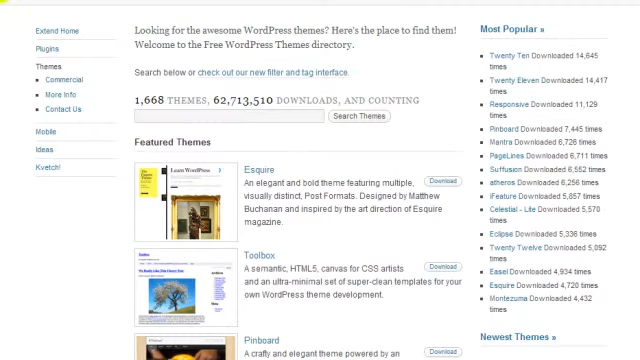 Extend Home
Plugins
Themes
Commercial
More Info
Contact Us
Mobile
Ideas
Kvetch!
Looking for the awesome WordPress themes? Here's the place to find them!
Welcome to the Free WordPress Themes directory.
Search below or check out our new filter and tag interface.
1,668 THEMES, 62,713,510 DOWNLOADS, AND COUNTING
Search Themes
Featured Themes
Learn WordPress
Esquire
Download
An elegant and bold theme featuring multiple,
visually distinct, Post Formats. Designed by Matthew
Buchanan and inspired by the art direction of Esquire
magazine.
Toolbox
Download
A semantic, HTML5, canvas for CSS artists
and an ultra-minimal set of super-clean templates for your
own WordPress theme development.
Pinboard
Download
A crafty and elegant theme powered by an
Most Popular »
Twenty Ten Downloaded 14,645
times
Twenty Eleven Downloaded 14,417
times
Responsive Downloaded 11,129
times
Pinboard Downloaded 7,445 times
Mantra Downloaded 6,726 times
PageLines Downloaded 6,711 times
Suffusion Downloaded 6,552 times
atheros Downloaded 6,256 times
iFeature Downloaded 5,857 times
Celestial - Lite Downloaded 5,570
times
Eclipse Downloaded 5,336 times
Twenty Twelve Downloaded 5,092
times
Easel Downloaded 4,934 times
Esquire Downloaded 4,720 times
Montezuma Downloaded 4,432
times
Newest Themes »